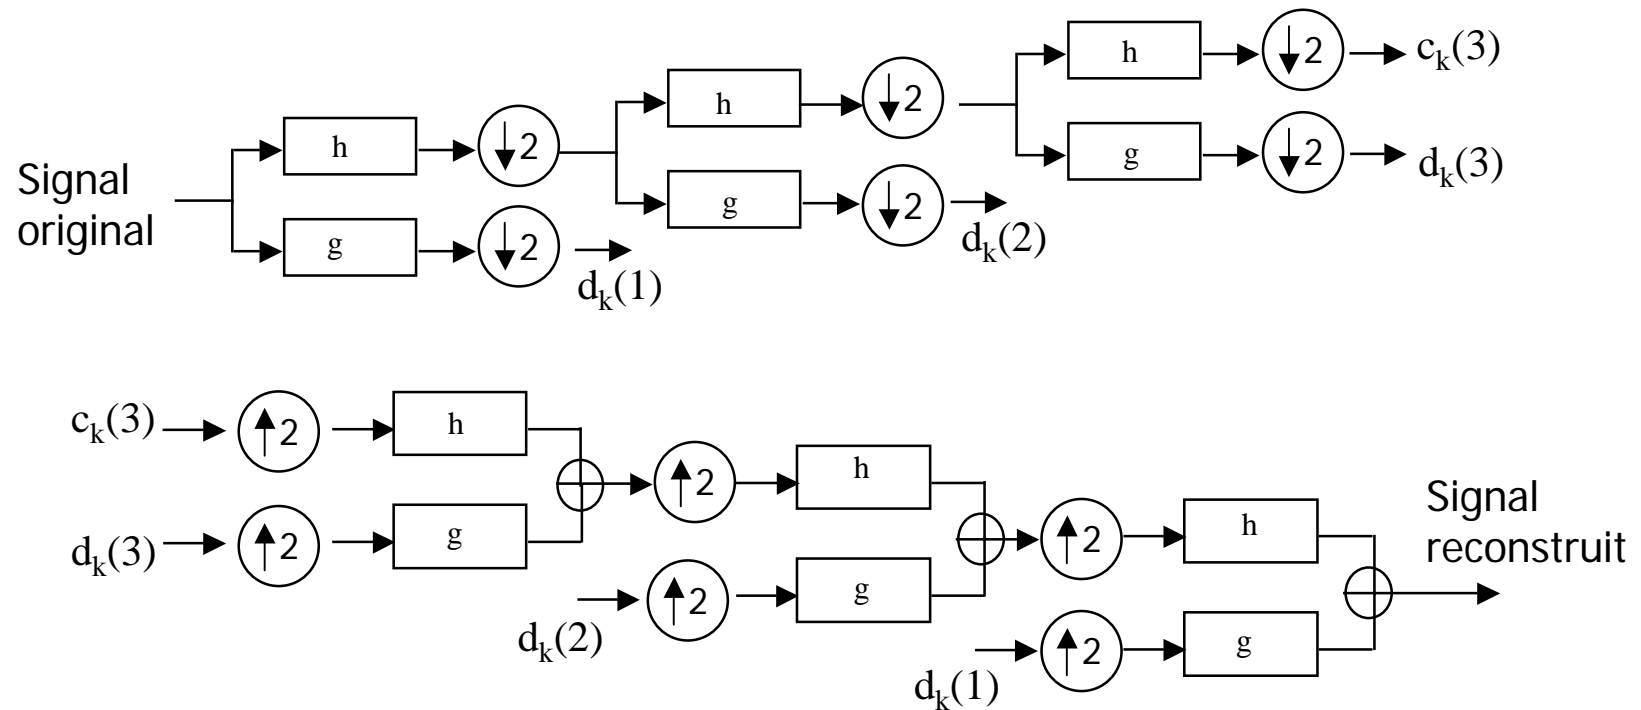 Signal
original
h
↓2
g
↓2
d_k(1)
h
↓2
g
↓2
d_k(2)
h
↓2
c_k(3)
g
↓2
d_k(3)
c_k(3)
↑2
h
d_k(3)
↑2
g
↑2
h
d_k(2)
↑2
g
↑2
h
d_k(1)
↑2
g
Signal
reconstruit